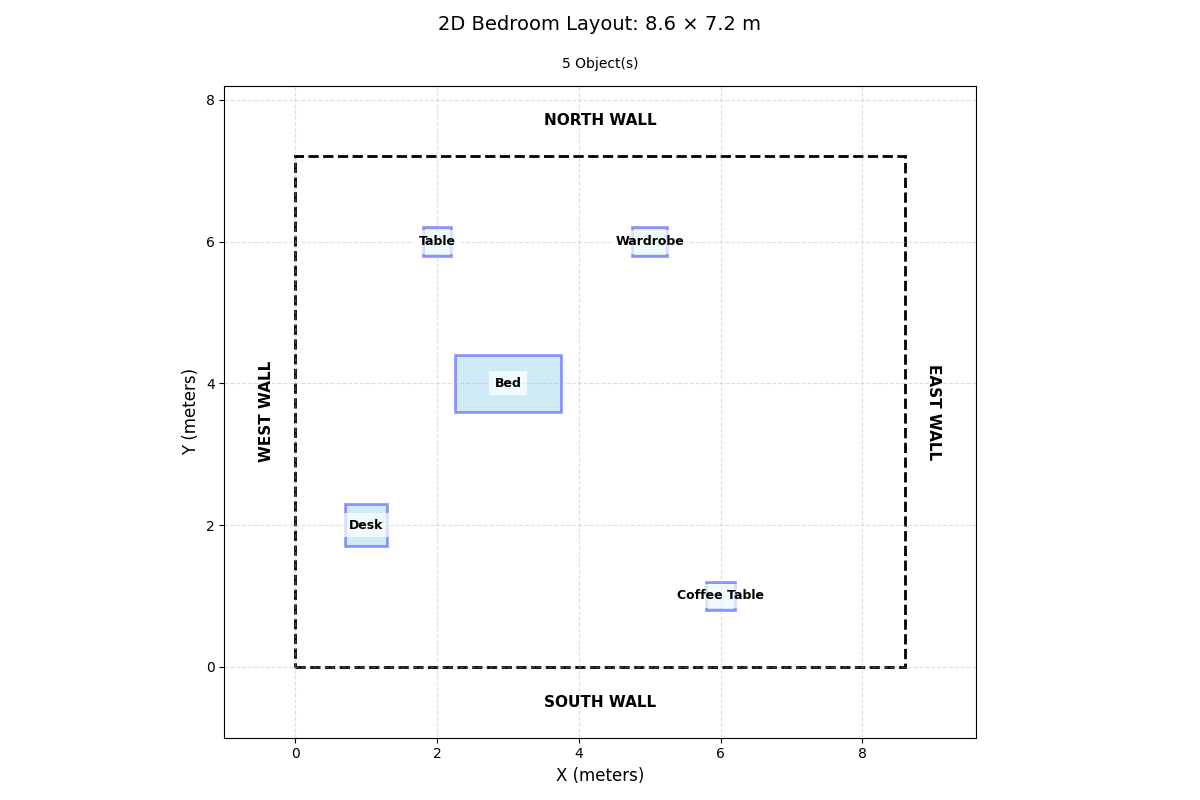 2D Bedroom Layout: 8.6 × 7.2 m
5 Object(s)
8
NORTH WALL
6
Table
Wardrobe
WEST WALL
Y (meters)
4
Bed
EAST WALL
2
Desk
Coffee Table
0
SOUTH WALL
0 2 4 6 8
X (meters)